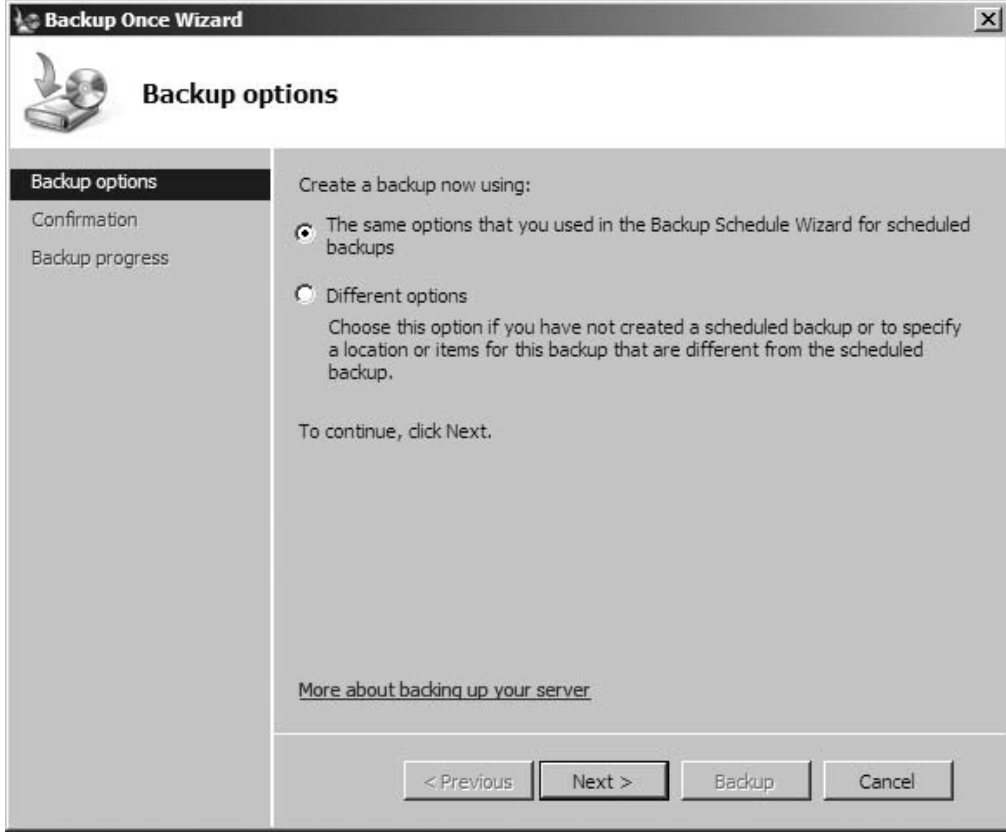 Backup Once Wizard
Backup options
Backup options
Confirmation
Backup progress
Create a backup now using:
The same options that you used in the Backup Schedule Wizard for scheduled
backups
Different options
Choose this option if you have not created a scheduled backup or to specify
a location or items for this backup that are different from the scheduled
backup.
To continue, click Next.
More about backing up your server
< Previous
Next >
Backup
Cancel